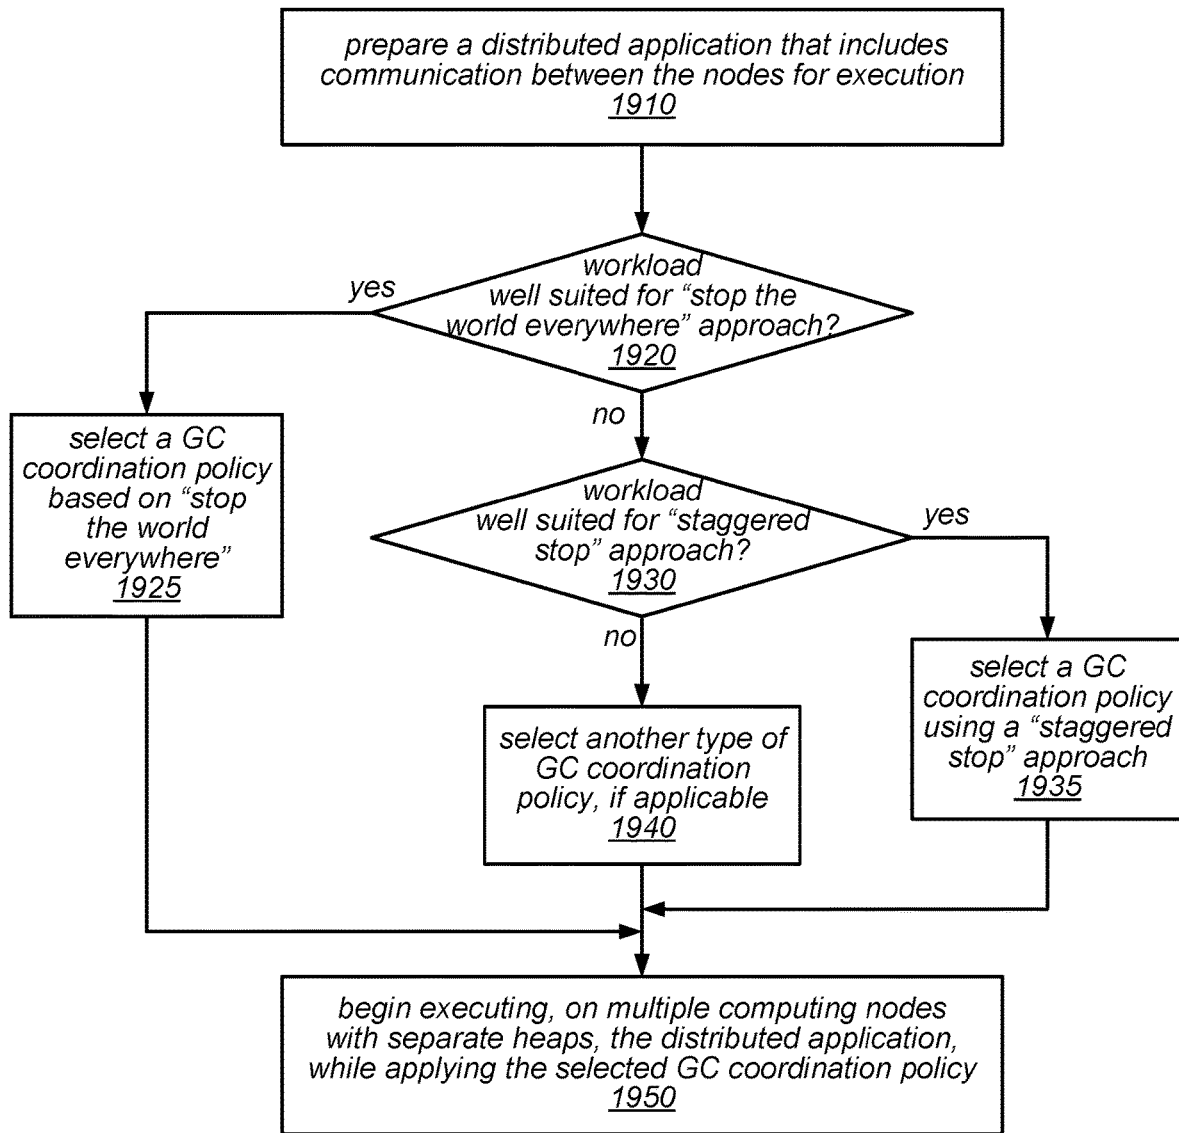 prepare a distributed application that includes
communication between the nodes for execution
1910
workload
well suited for “stop the
world everywhere” approach?
1920
yes
no
select a GC
coordination policy
based on “stop
the world
everywhere”
1925
workload
well suited for “staggered
stop” approach?
1930
yes
no
select a GC
coordination policy
using a “staggered
stop” approach
1935
select another type of
GC coordination
policy, if applicable
1940
begin executing, on multiple computing nodes
with separate heaps, the distributed application,
while applying the selected GC coordination policy
1950